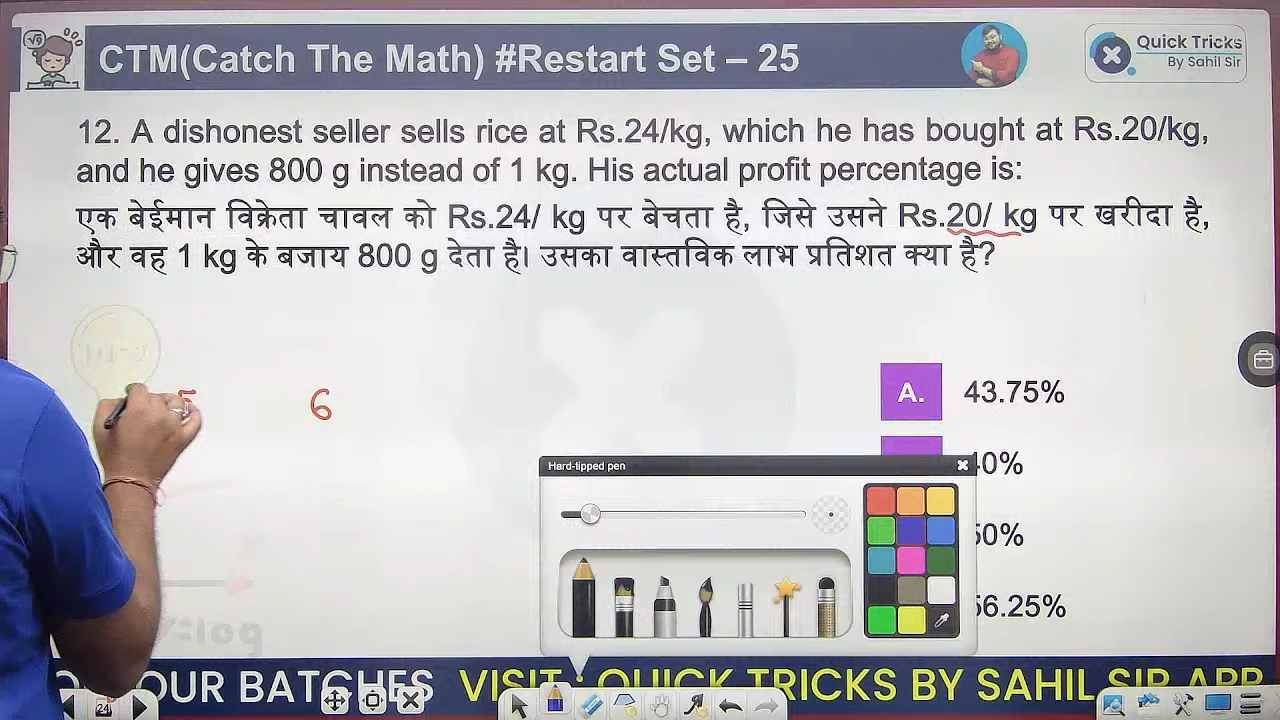 CTM(Catch The Math) #Restart Set – 25
Quick Tricks
By Sahil Sir
12. A dishonest seller sells rice at Rs.24/kg, which he has bought at Rs.20/kg,
and he gives 800 g instead of 1 kg. His actual profit percentage is:
एक बेईमान विक्रेता चावल को Rs.24/ kg पर बेचता है, जिसे उसने Rs.20/ kg पर खरीदा है,
और वह 1 kg के बजाय 800 g देता है। उसका वास्तविक लाभ प्रतिशत क्या है?
5 6
A. 43.75%
Hard-tipped pen
40%
50%
56.25%
OUR BATCHES VISIT : QUICK TRICKS BY SAHIL SIR APP
24